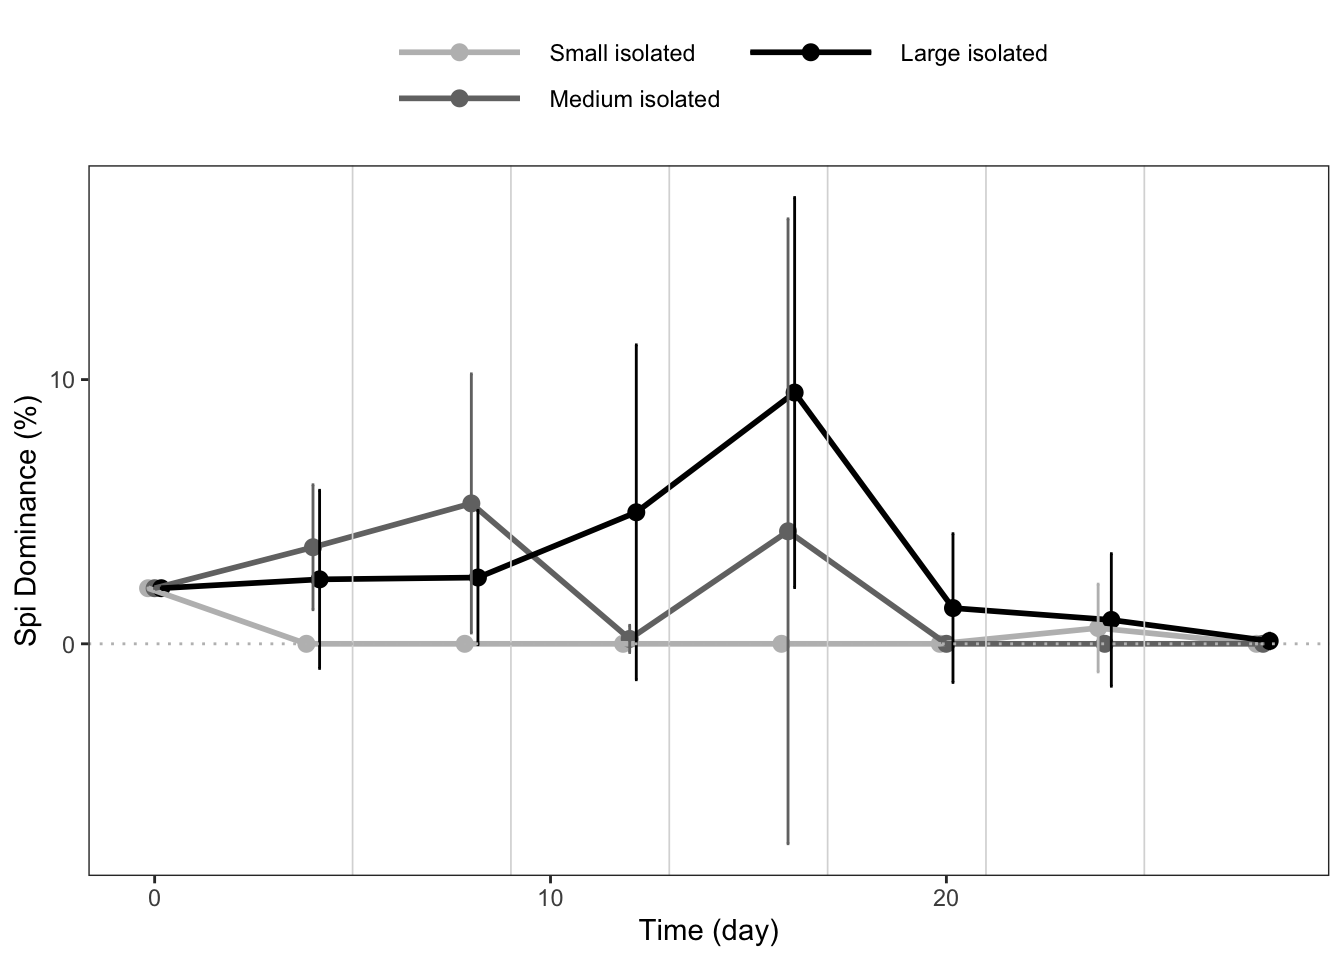 Small isolated
Large isolated
Medium isolated
Spi Dominance (%)
10
0
0
10
20
Time (day)